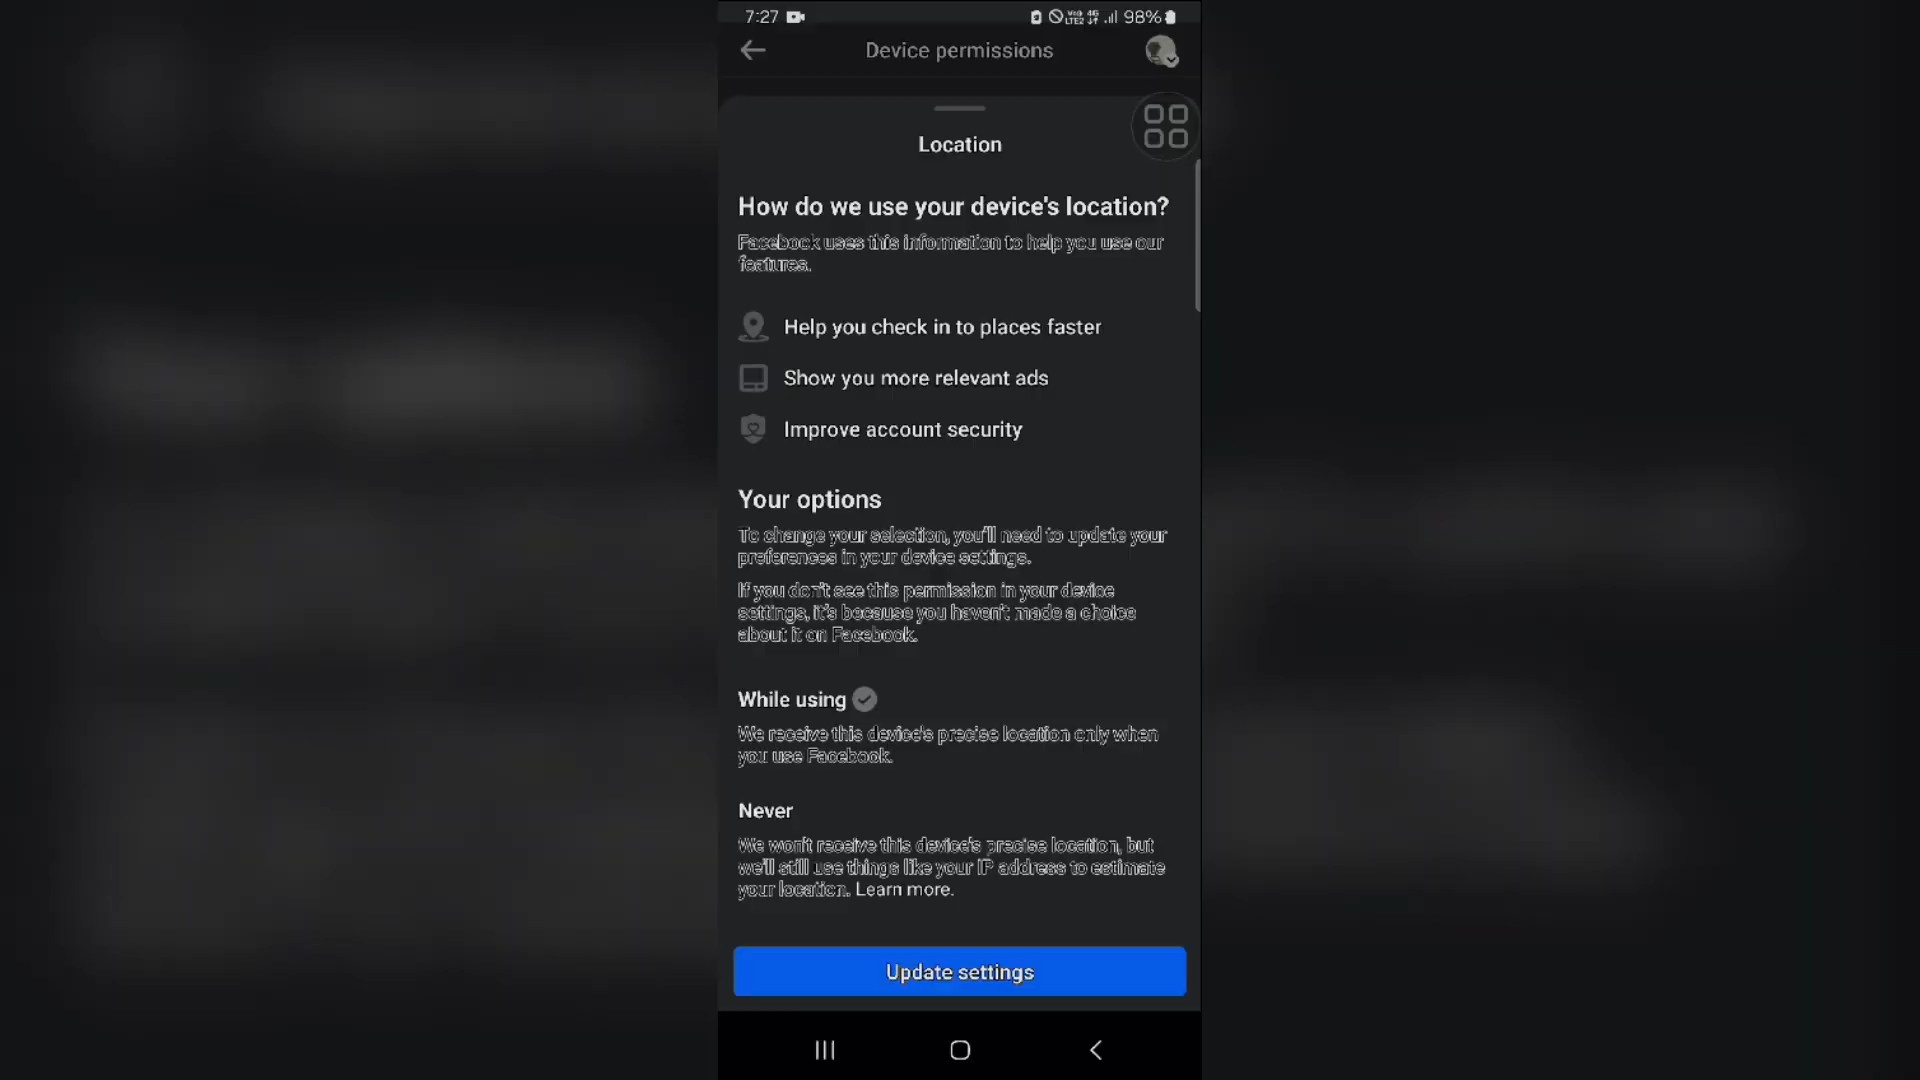 7:27
Vo) LTE2 4G 98%
Device permissions
Location
How do we use your device's location?
Facebook uses this information to help you use our
features.
Help you check in to places faster
Show you more relevant ads
Improve account security
Your options
To change your selection, you'll need to update your
preferences in your device settings.
If you don't see this permission in your device
settings, it's because you haven't made a choice
about it on Facebook.
While using
We receive this device's precise location only when
you use Facebook.
Never
We won't receive this device's precise location, but
we'll still use things like your IP address to estimate
your location. Learn more.
Update settings